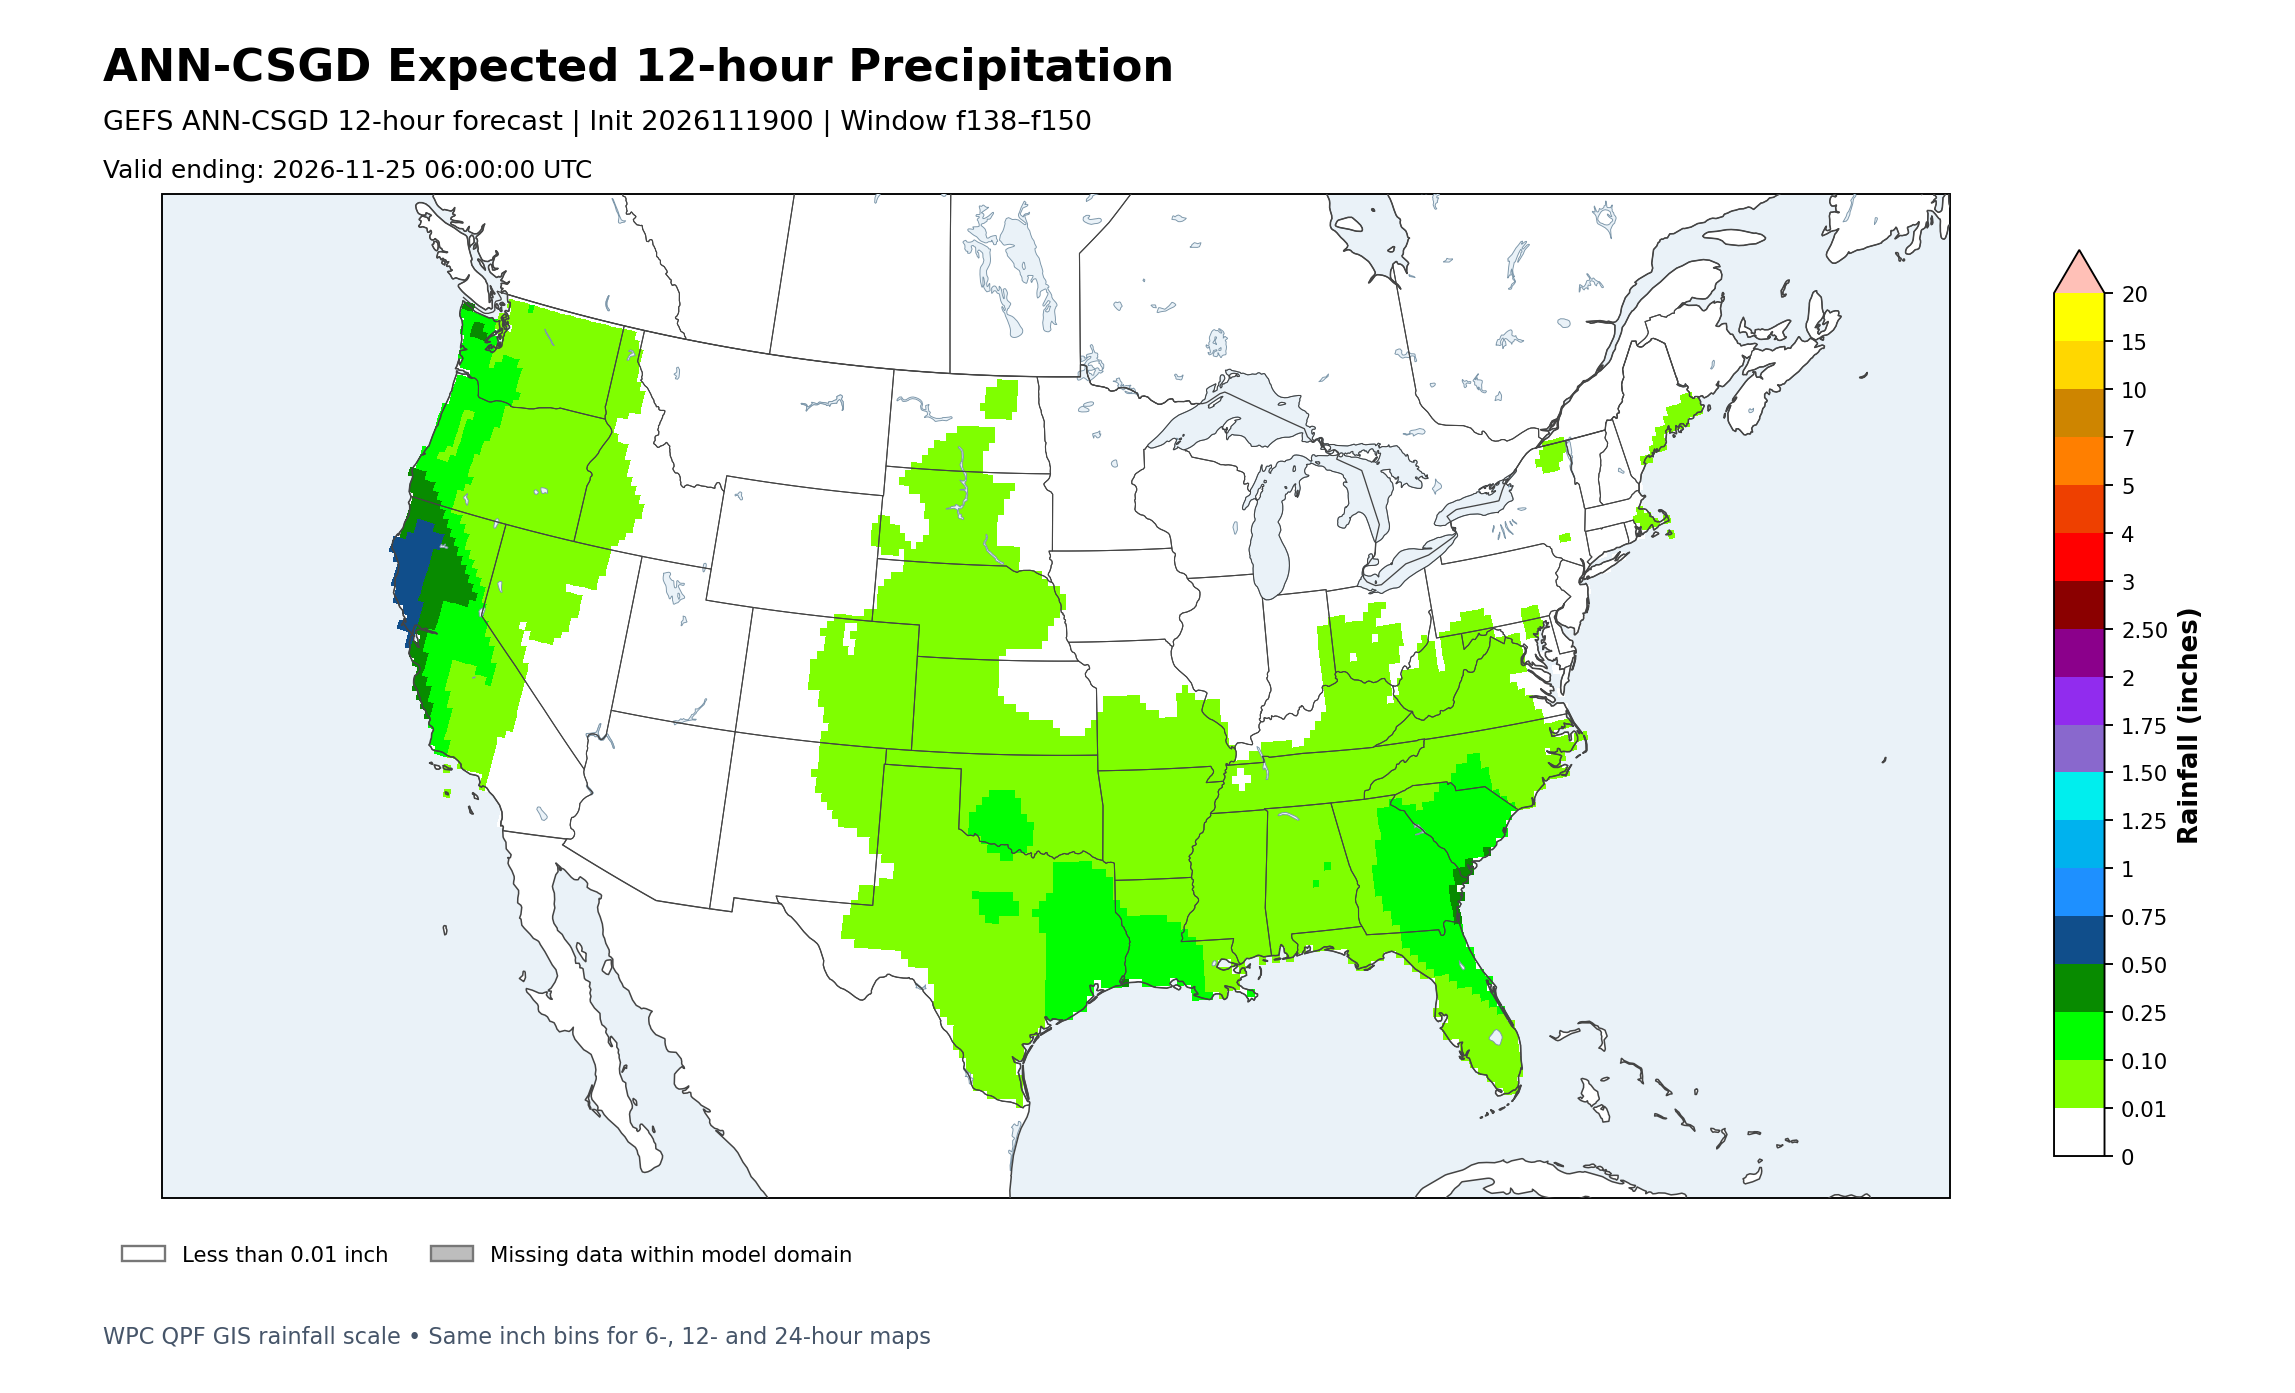 ANN-CSGD Expected 12-hour Precipitation
GEFS ANN-CSGD 12-hour forecast | Init 2026111900 | Window f138–f150
Valid ending: 2026-11-25 06:00:00 UTC
20
15
10
7
5
4
3
2.50
2
1.75
1.50
1.25
1
0.75
0.50
0.25
0.10
0.01
0
Rainfall (inches)
Less than 0.01 inch
Missing data within model domain
WPC QPF GIS rainfall scale • Same inch bins for 6-, 12- and 24-hour maps